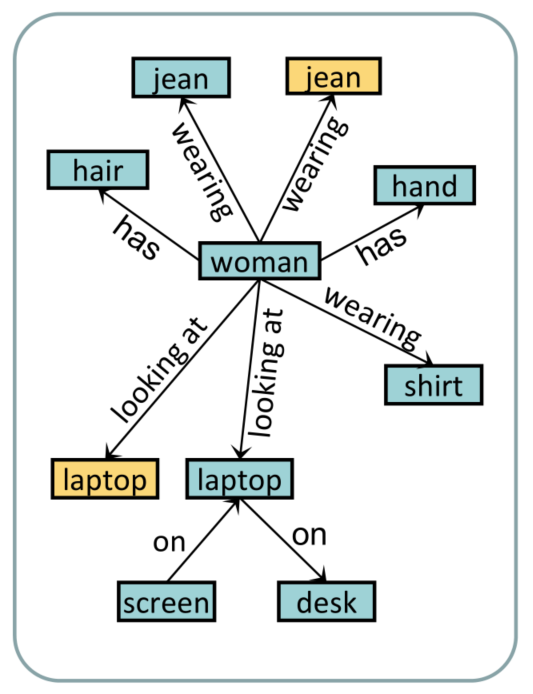 jean
jean
wearing
wearing
hair
hand
has
has
woman
wearing
looking at
looking at
shirt
laptop
laptop
on
on
screen
desk